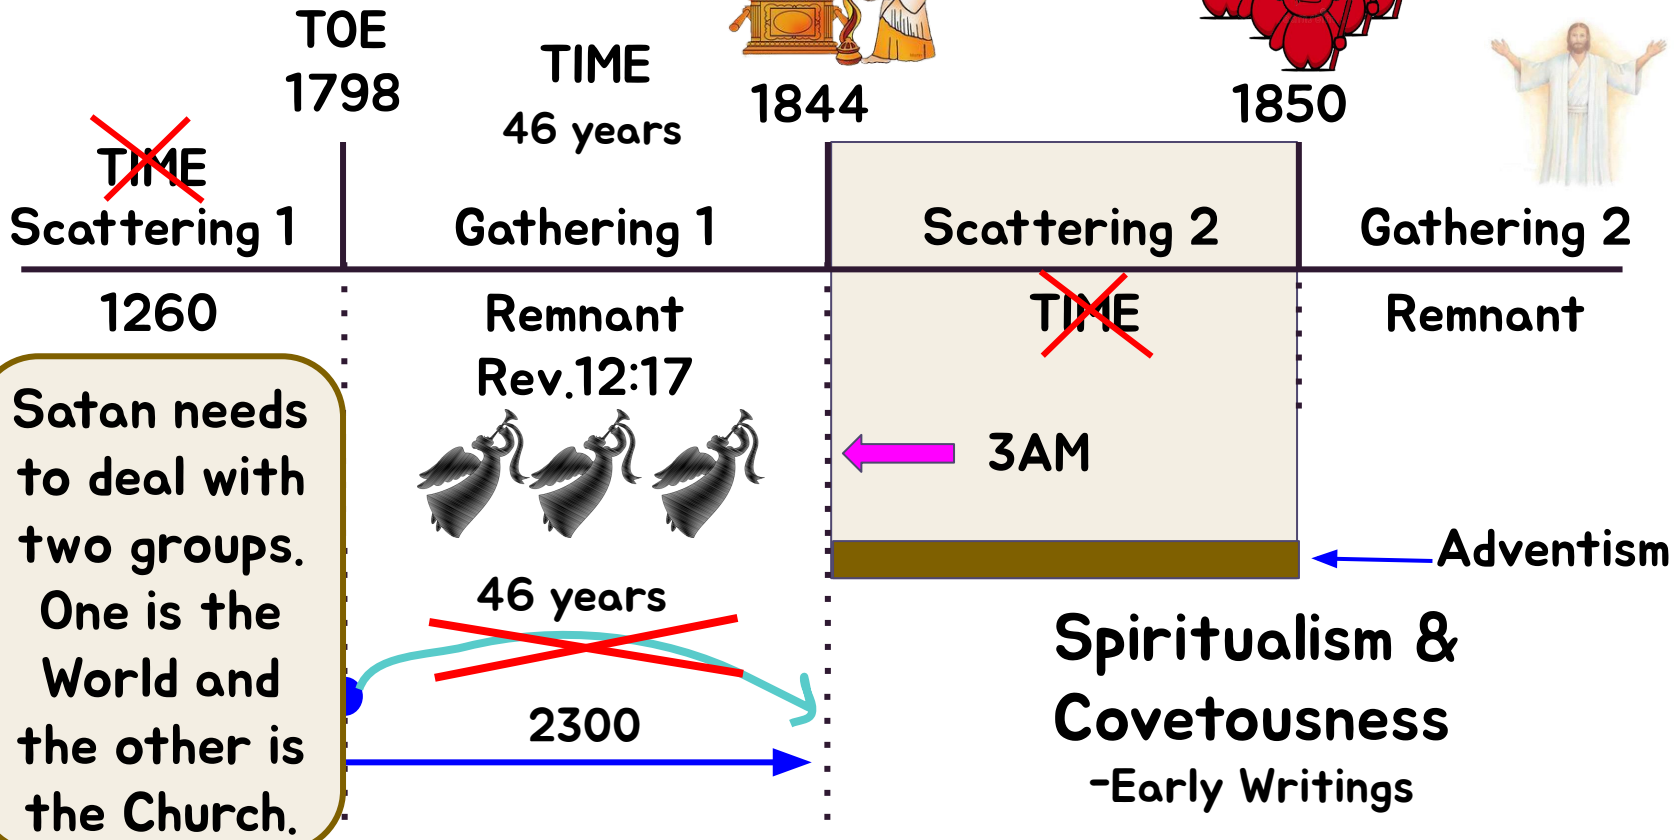 TOE
1798
TIME
46 years
1844
1850
TIME
Scattering 1
Gathering 1
Scattering 2
Gathering 2
1260
Remnant
Rev.12:17
TIME
Remnant
Satan needs
to deal with
two groups.
One is the
World and
the other is
the Church.
3AM
Adventism
46 years
2300
Spiritualism &
Covetousness
-Early Writings